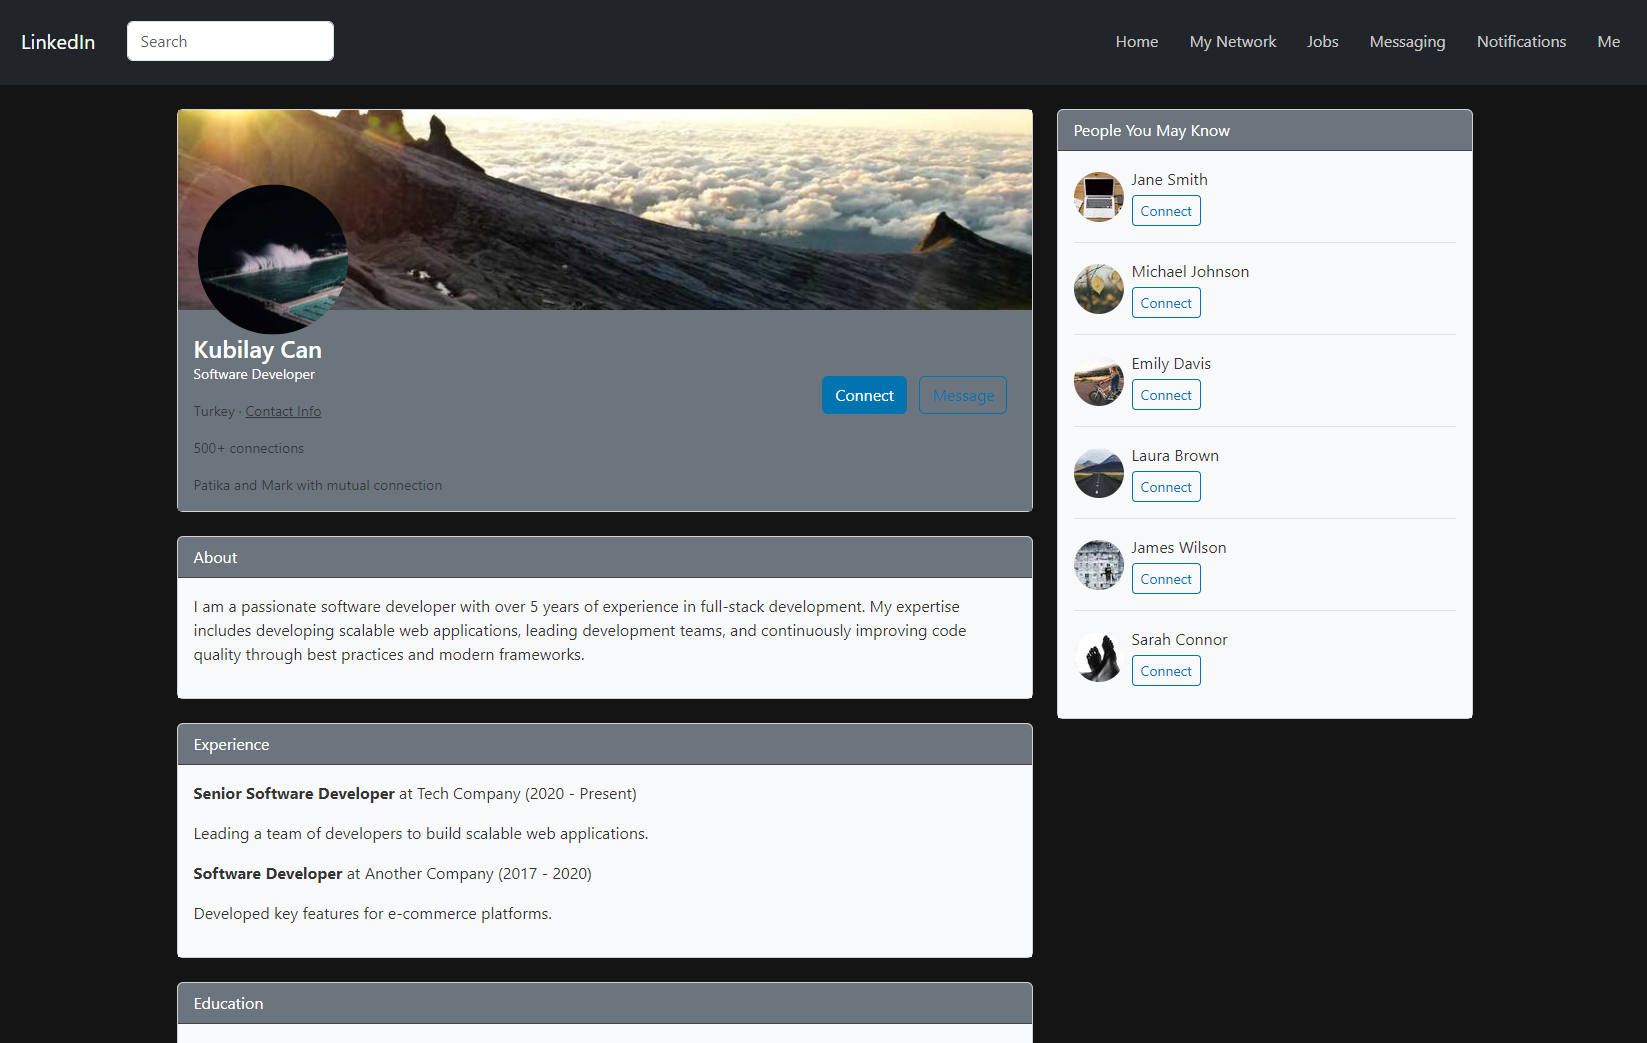 LinkedIn
Search
Home
My Network
Jobs
Messaging
Notifications
Me
Kubilay Can
Software Developer
Turkey · Contact Info
500+ connections
Patika and Mark with mutual connection
Connect
Message
About
I am a passionate software developer with over 5 years of experience in full-stack development. My expertise
includes developing scalable web applications, leading development teams, and continuously improving code
quality through best practices and modern frameworks.
Experience
Senior Software Developer at Tech Company (2020 - Present)
Leading a team of developers to build scalable web applications.
Software Developer at Another Company (2017 - 2020)
Developed key features for e-commerce platforms.
Education
People You May Know
Jane Smith
Connect
Michael Johnson
Connect
Emily Davis
Connect
Laura Brown
Connect
James Wilson
Connect
Sarah Connor
Connect